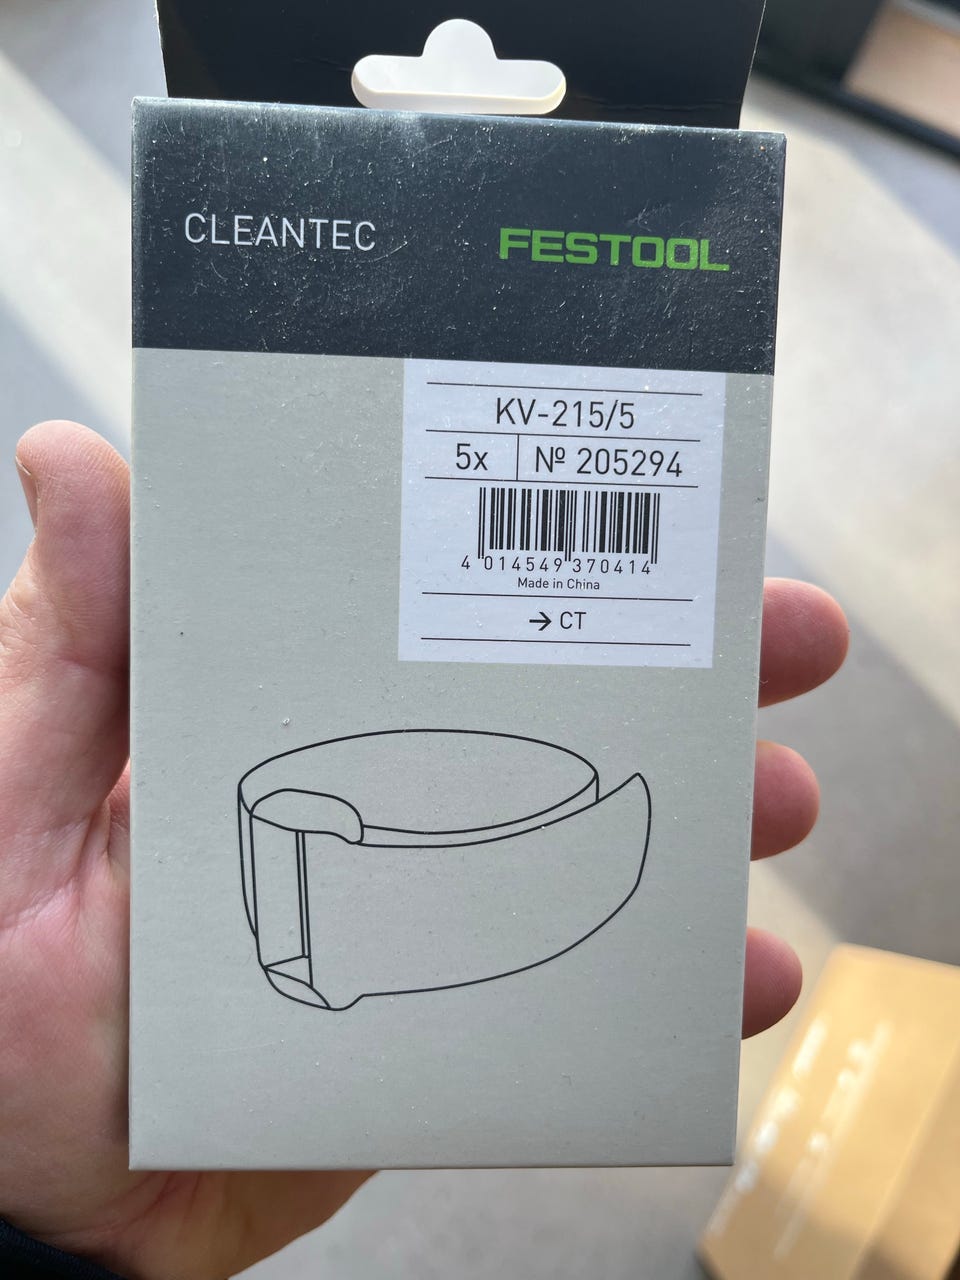 CLEANTEC
FESTOOL
KV-215/5
5x
Nº 205294
4 014549 370414
Made in China
→ CT